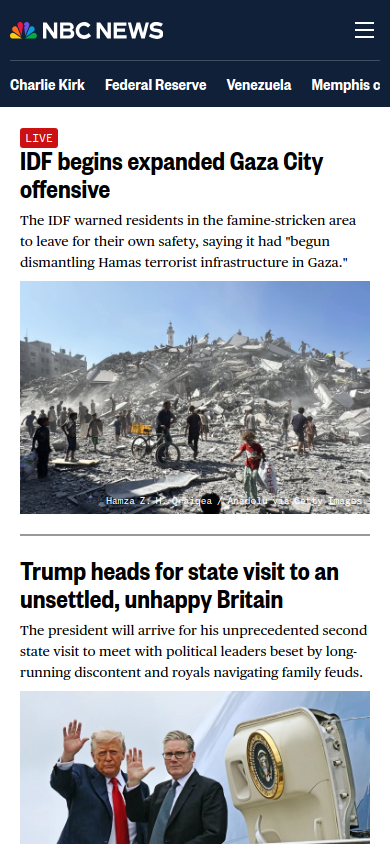 NBC NEWS
Charlie Kirk Federal Reserve Venezuela Memphis c
LIVE
IDF begins expanded Gaza City
offensive
The IDF warned residents in the famine-stricken area
to leave for their own safety, saying it had "begun
dismantling Hamas terrorist infrastructure in Gaza."
Hamza Z. H. Qraiqea / Anadolu via Getty Images
Trump heads for state visit to an
unsettled, unhappy Britain
The president will arrive for his unprecedented second
state visit to meet with political leaders beset by long-
running discontent and royals navigating family feuds.